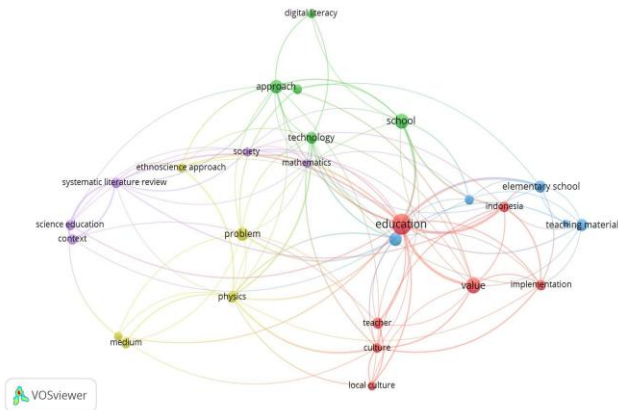 digital literacy
approach
school
technology
society
mathematics
ethnoscience approach
systematic literature review
elementary school
indonesia
science education
education
teaching material
context
problem
value
implementation
physics
teacher
medium
culture
local culture
VOSviewer